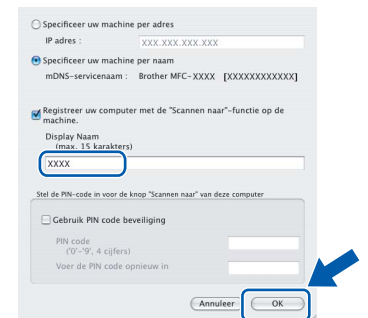 Specificeer uw machine per adres
IP adres : XXX.XXX.XXX.XXX
Specificeer uw machine per naam
mDNS-servicenaam : Brother MFC-XXXX [XXXXXXXXXXXX]
Registreer uw computer met de "Scannen naar"-functie op de
machine.
Display Naam
(max. 15 karakters)
XXXX
Stel de PIN-code in voor de knop "Scannen naar" van deze computer
Gebruik PIN code beveiliging
PIN code
('0'-'9', 4 cijfers)
Voer de PIN code opnieuw in
Annuleer OK